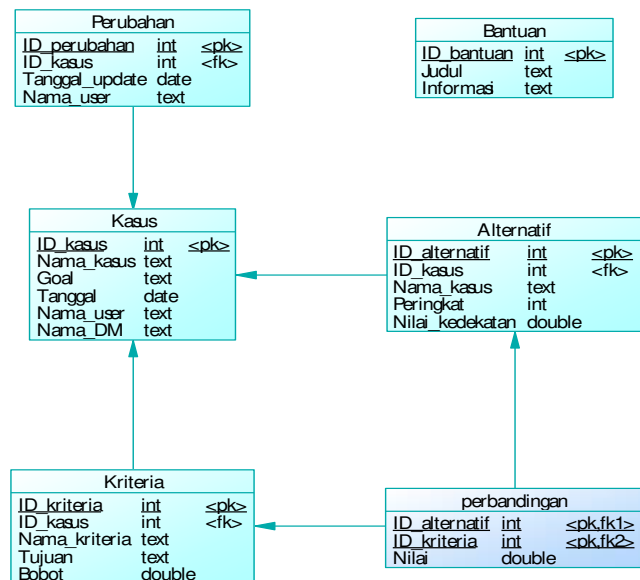 Perubahan
ID_perubahan int <pk>
ID_kasus int <fk>
Tanggal_update date
Nama_user text
Bantuan
ID_bantuan int <pk>
Judul text
Informasi text
Kasus
ID_kasus int <pk>
Nama_kasus text
Goal text
Tanggal date
Nama_user text
Nama_DM text
Alternatif
ID_alternatif int <pk>
ID_kasus int <fk>
Nama_kasus text
Peringkat int
Nilai_kedekatan double
Kriteria
ID_kriteria int <pk>
ID_kasus int <fk>
Nama_kriteria text
Tujuan text
Bobot double
perbandingan
ID_alternatif int <pk,fk1>
ID_kriteria int <pk,fk2>
Nilai double